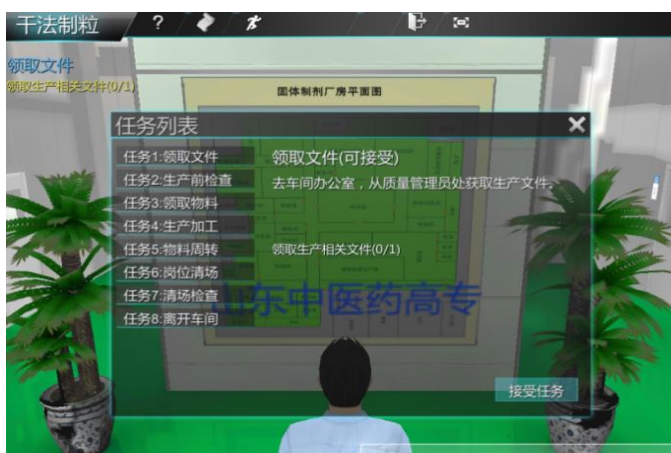 干法制粒
?
领取文件
领取生产相关文件(0/1)
固体制剂厂房平面图
任务列表
任务1:领取文件
任务2:生产前检查
任务3:领取物料
任务4:生产加工
任务5:物料周转
任务6:岗位清场
任务7:清场检查
任务8:离开车间
领取文件(可接受)
去车间办公室，从质量管理员处获取生产文件。
领取生产相关文件(0/1)
山东中医药高专
接受任务